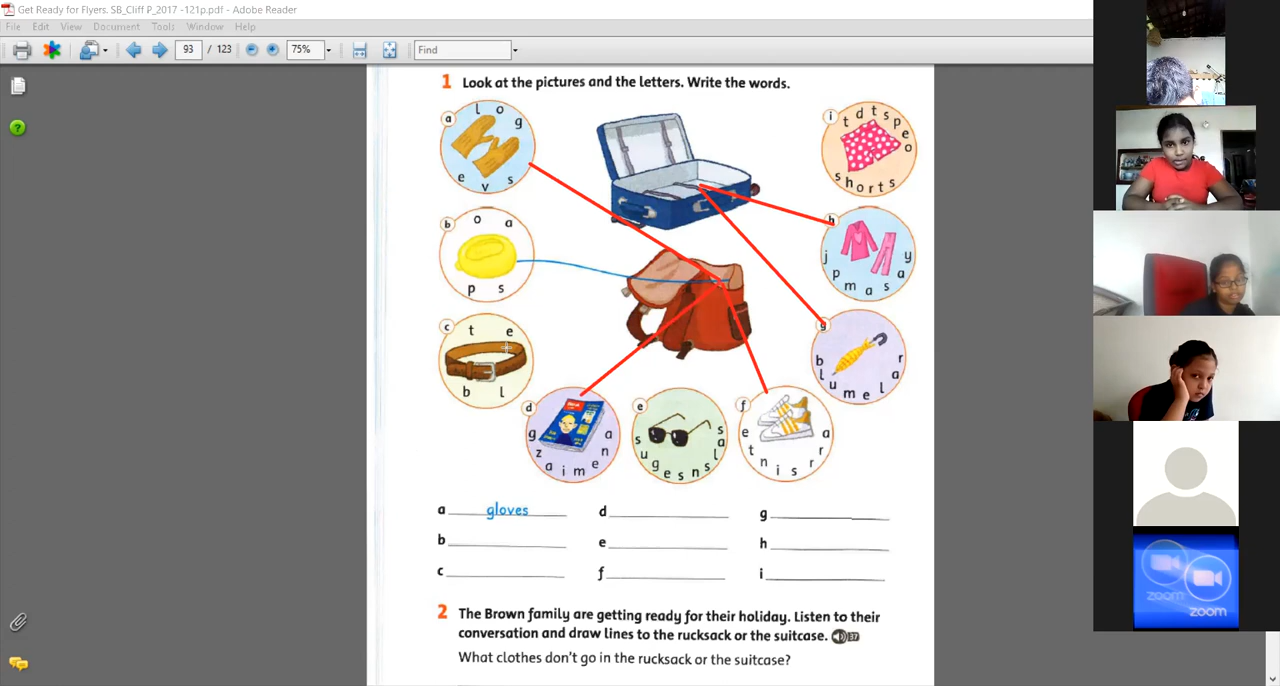 Get Ready for Flyers. SB_Cliff P_2017 -121p.pdf - Adobe Reader
File Edit View Document Tools Window Help
93 / 123 75% Find
1 Look at the pictures and the letters. Write the words.
a l o g e v s
i t d t s p e o s h o r t s
b o a p s
h j p m a s a y
c t e b l
g b l u m e l a r
d g z a i m e n a
e s u g e s n s l a s
f e t n i s r r a
a gloves d g
b e h
c f i
2 The Brown family are getting ready for their holiday. Listen to their
conversation and draw lines to the rucksack or the suitcase. 37
What clothes don't go in the rucksack or the suitcase?
zoom
zoom